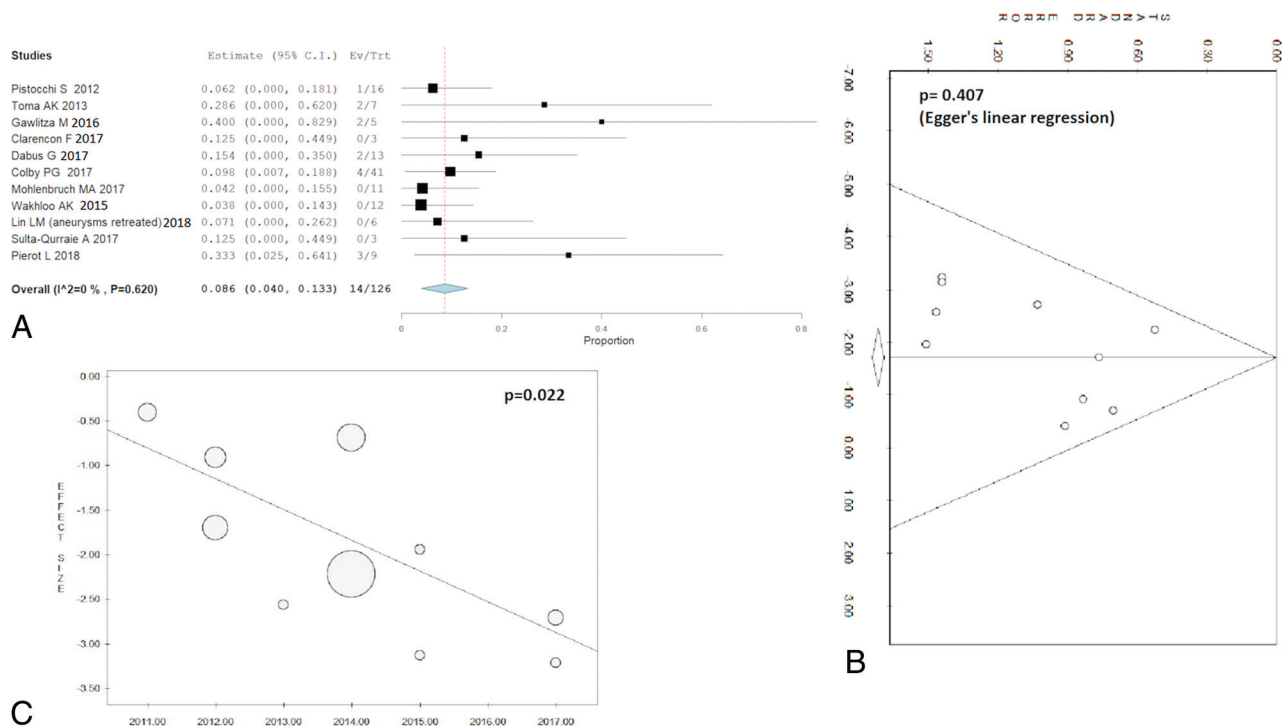 Studies Estimate (95% C.I.) Ev/Trt
Pistocchi S 2012 0.062 (0.000, 0.181) 1/16
Toma AK 2013 0.286 (0.000, 0.620) 2/7
Gawlitza M 2016 0.400 (0.000, 0.829) 2/5
Clarencon F 2017 0.125 (0.000, 0.449) 0/3
Dabus G 2017 0.154 (0.000, 0.350) 2/13
Colby PG 2017 0.098 (0.007, 0.188) 4/41
Mohlenbruch MA 2017 0.042 (0.000, 0.155) 0/11
Wakhloo AK 2015 0.038 (0.000, 0.143) 0/12
Lin LM (aneurysms retreated) 2018 0.071 (0.000, 0.262) 0/6
Sulta-Qurraie A 2017 0.125 (0.000, 0.449) 0/3
Pierot L 2018 0.333 (0.025, 0.641) 3/9
Overall (I^2=0 % , P=0.620) 0.086 (0.040, 0.133) 14/126
0 0.2 0.4 0.6 0.8
Proportion
A
STANDARD ERROR
1.50 1.20 0.90 0.60 0.30 0.00
p= 0.407
(Egger's linear regression)
-7.00
-6.00
-5.00
-4.00
-3.00
-2.00
-1.00
0.00
1.00
2.00
3.00
B
p=0.022
EFFECT SIZE
0.00
-0.50
-1.00
-1.50
-2.00
-2.50
-3.00
-3.50
2011.00 2012.00 2013.00 2014.00 2015.00 2016.00 2017.00
C